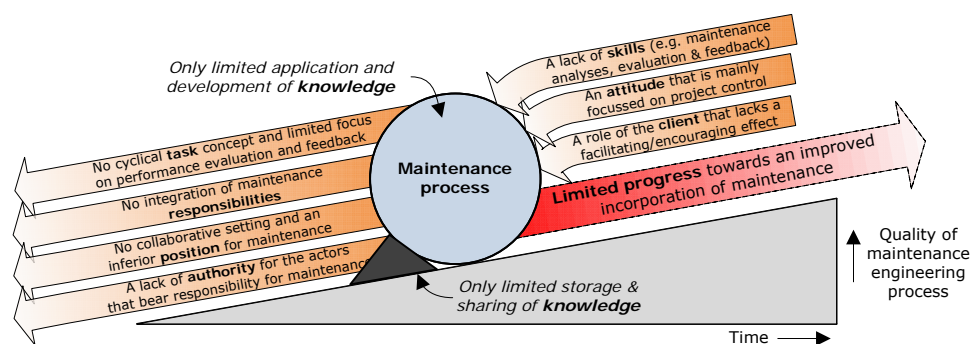 Only limited application and
development of knowledge
A lack of skills (e.g. maintenance
analyses, evaluation & feedback)
An attitude that is mainly
focussed on project control
A role of the client that lacks a
facilitating/encouraging effect
No cyclical task concept and limited focus
on performance evaluation and feedback
No integration of maintenance
responsibilities
No collaborative setting and an
inferior position for maintenance
A lack of authority for the actors
that bear responsibility for maintenance
Maintenance
process
Limited progress towards an improved
incorporation of maintenance
Only limited storage &
sharing of knowledge
Quality of
maintenance
engineering
process
Time